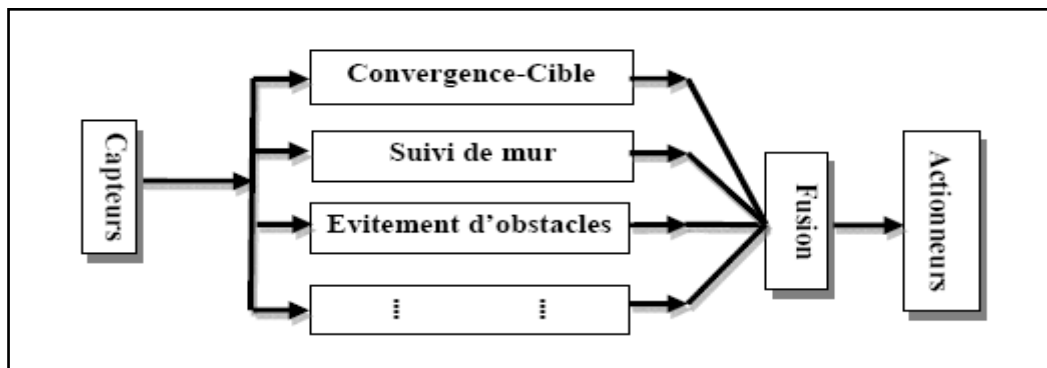 Capteurs
Convergence-Cible
Suivi de mur
Evitement d’obstacles
⁞ ⁞
Fusion
Actionneurs